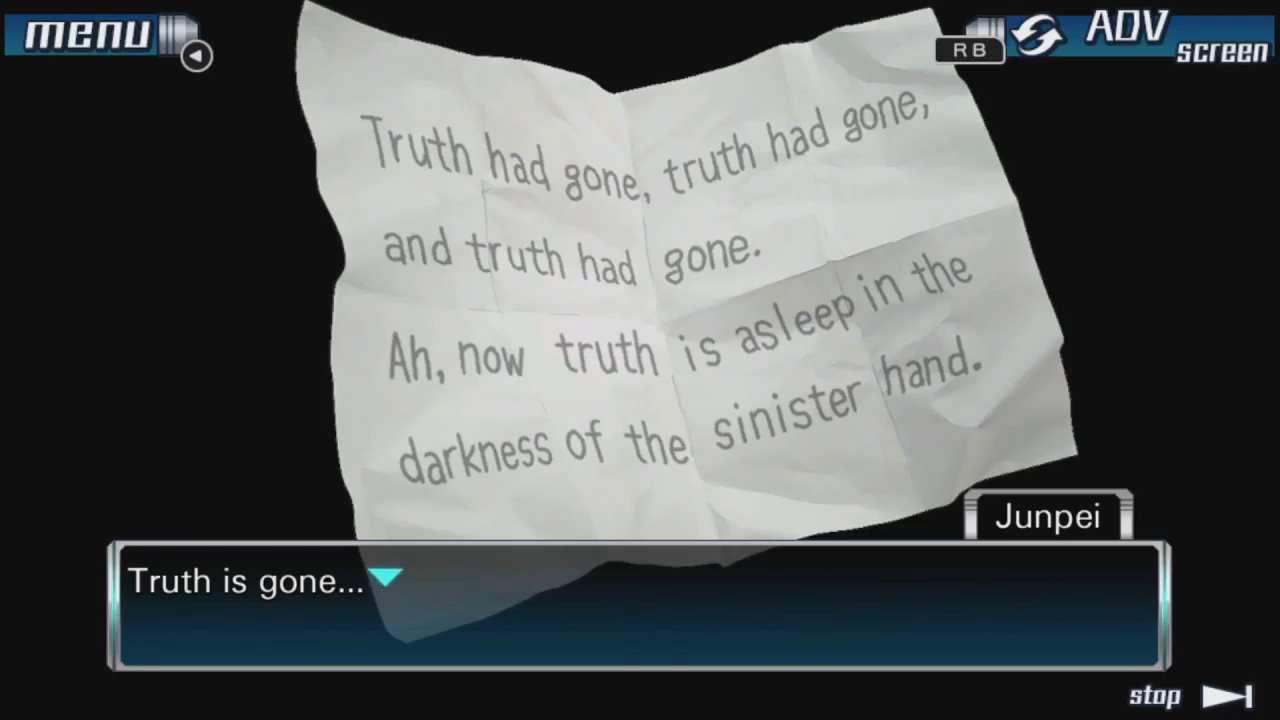 menu
RB
ADV
screen
Truth had gone, truth had gone,
and truth had gone.
Ah, now truth is asleep in the
darkness of the sinister hand.
Junpei
Truth is gone...
stop